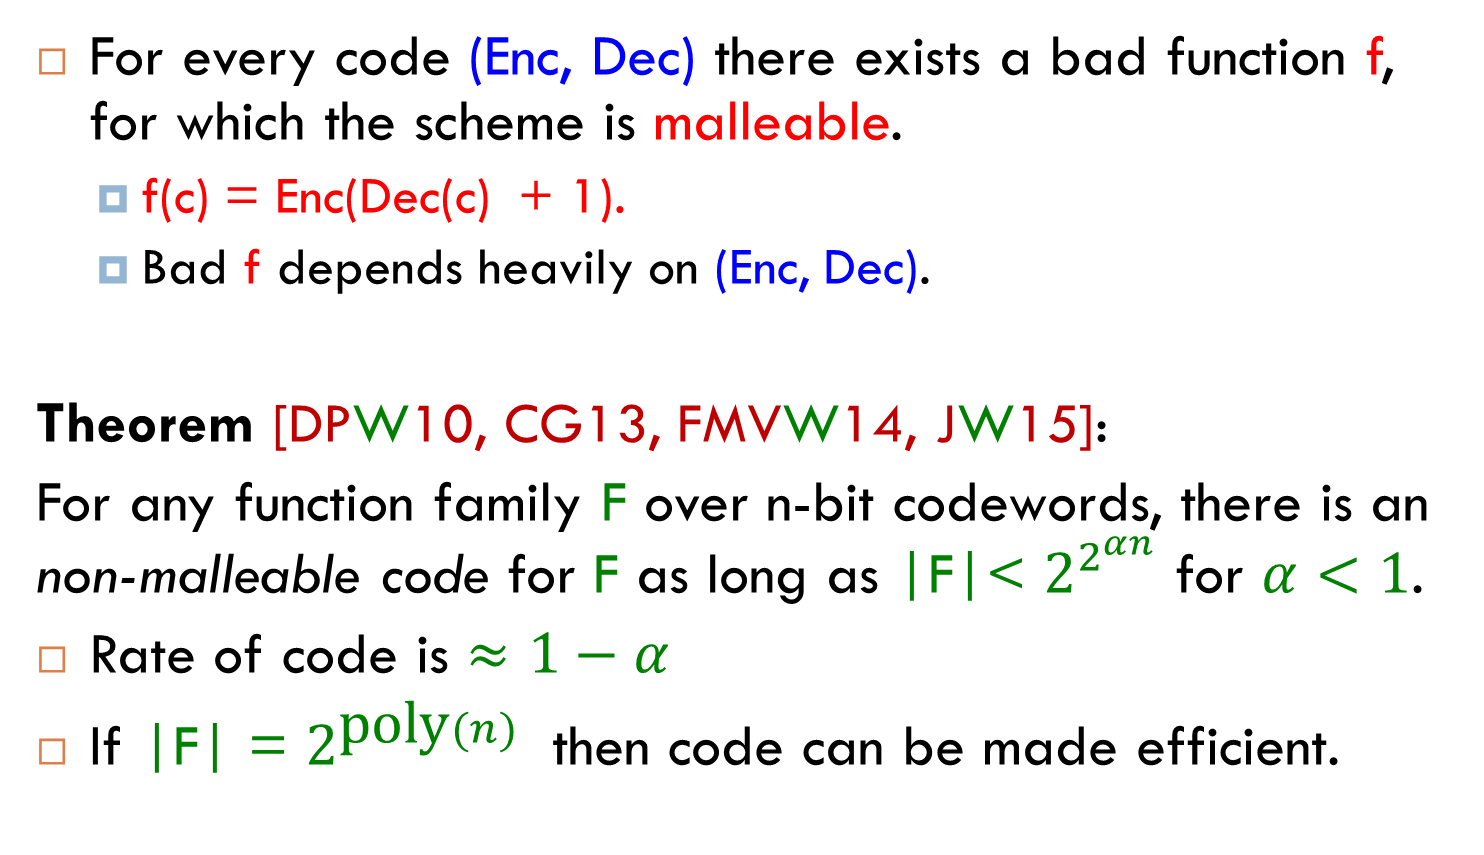 For every code (Enc, Dec) there exists a bad function f,
for which the scheme is malleable.
f(c) = Enc(Dec(c) + 1).
Bad f depends heavily on (Enc, Dec).
Theorem [DPW10, CG13, FMVW14, JW15]:
For any function family F over n-bit codewords, there is an
non-malleable code for F as long as |F| < 2^{2^{αn}} for α < 1.
Rate of code is ≈ 1 − α
If |F| = 2^{poly(n)} then code can be made efficient.